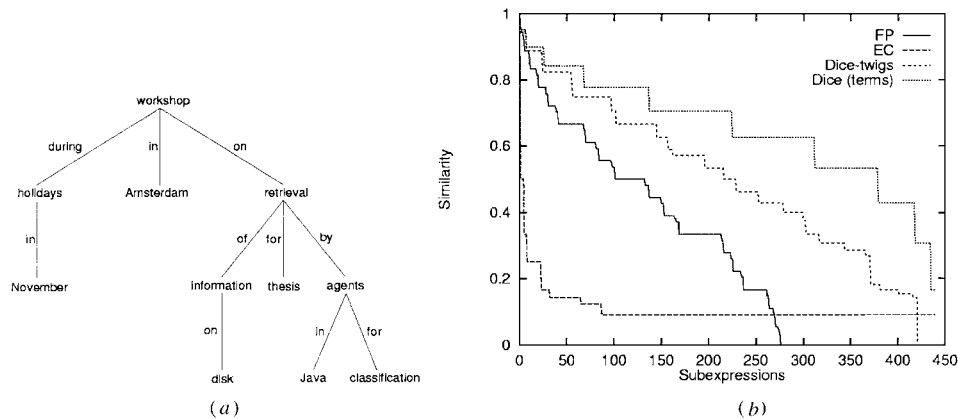 workshop
during in on
holidays Amsterdam retrieval
in of for by
November information thesis agents
on in for
disk Java classification
(a)
1
0.8
0.6
0.4
0.2
0
Similarity
FP
EC
Dice-twigs
Dice (terms)
0 50 100 150 200 250 300 350 400 450
Subexpressions
(b)